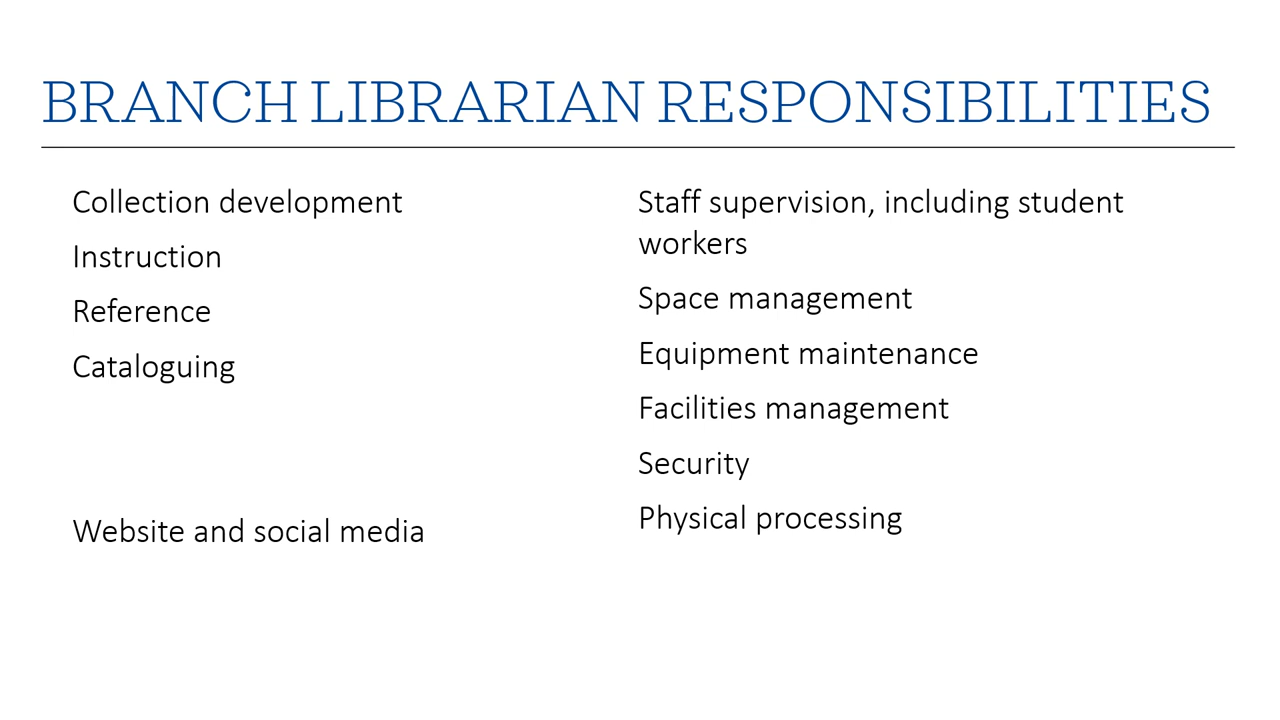 BRANCH LIBRARIAN RESPONSIBILITIES
Collection development
Instruction
Reference
Cataloguing
Website and social media
Staff supervision, including student
workers
Space management
Equipment maintenance
Facilities management
Security
Physical processing